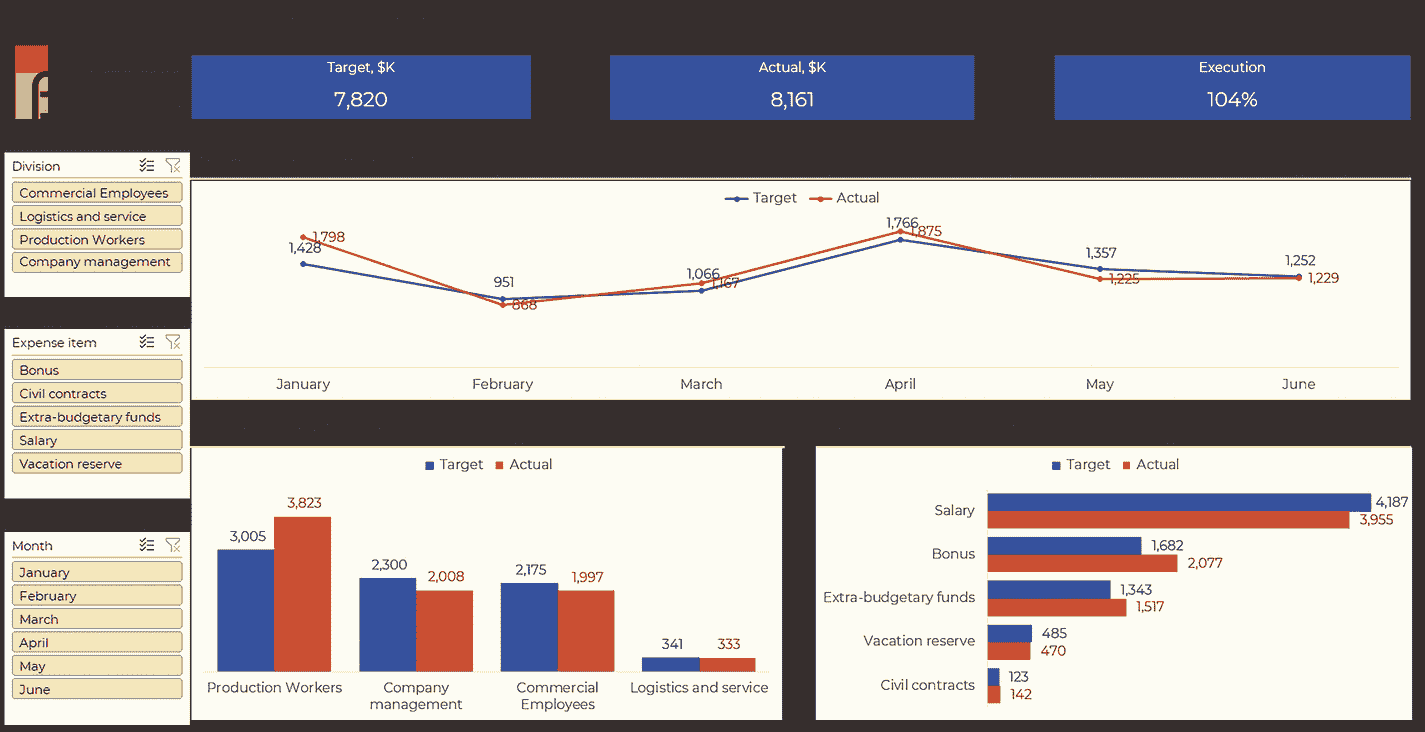 Target, $K
7,820
Actual, $K
8,161
Execution
104%
Division
Commercial Employees
Logistics and service
Production Workers
Company management
Expense item
Bonus
Civil contracts
Extra-budgetary funds
Salary
Vacation reserve
Month
January
February
March
April
May
June
Target Actual
1,798
1,428
951
868
1,066
1,167
1,766
1,875
1,357
1,225
1,252
1,229
January February March April May June
Target Actual
3,005
3,823
2,300
2,008
2,175
1,997
341
333
Production Workers
Company
management
Commercial
Employees
Logistics and service
Target Actual
Salary
4,187
3,955
Bonus
1,682
2,077
Extra-budgetary funds
1,343
1,517
Vacation reserve
485
470
Civil contracts
123
142